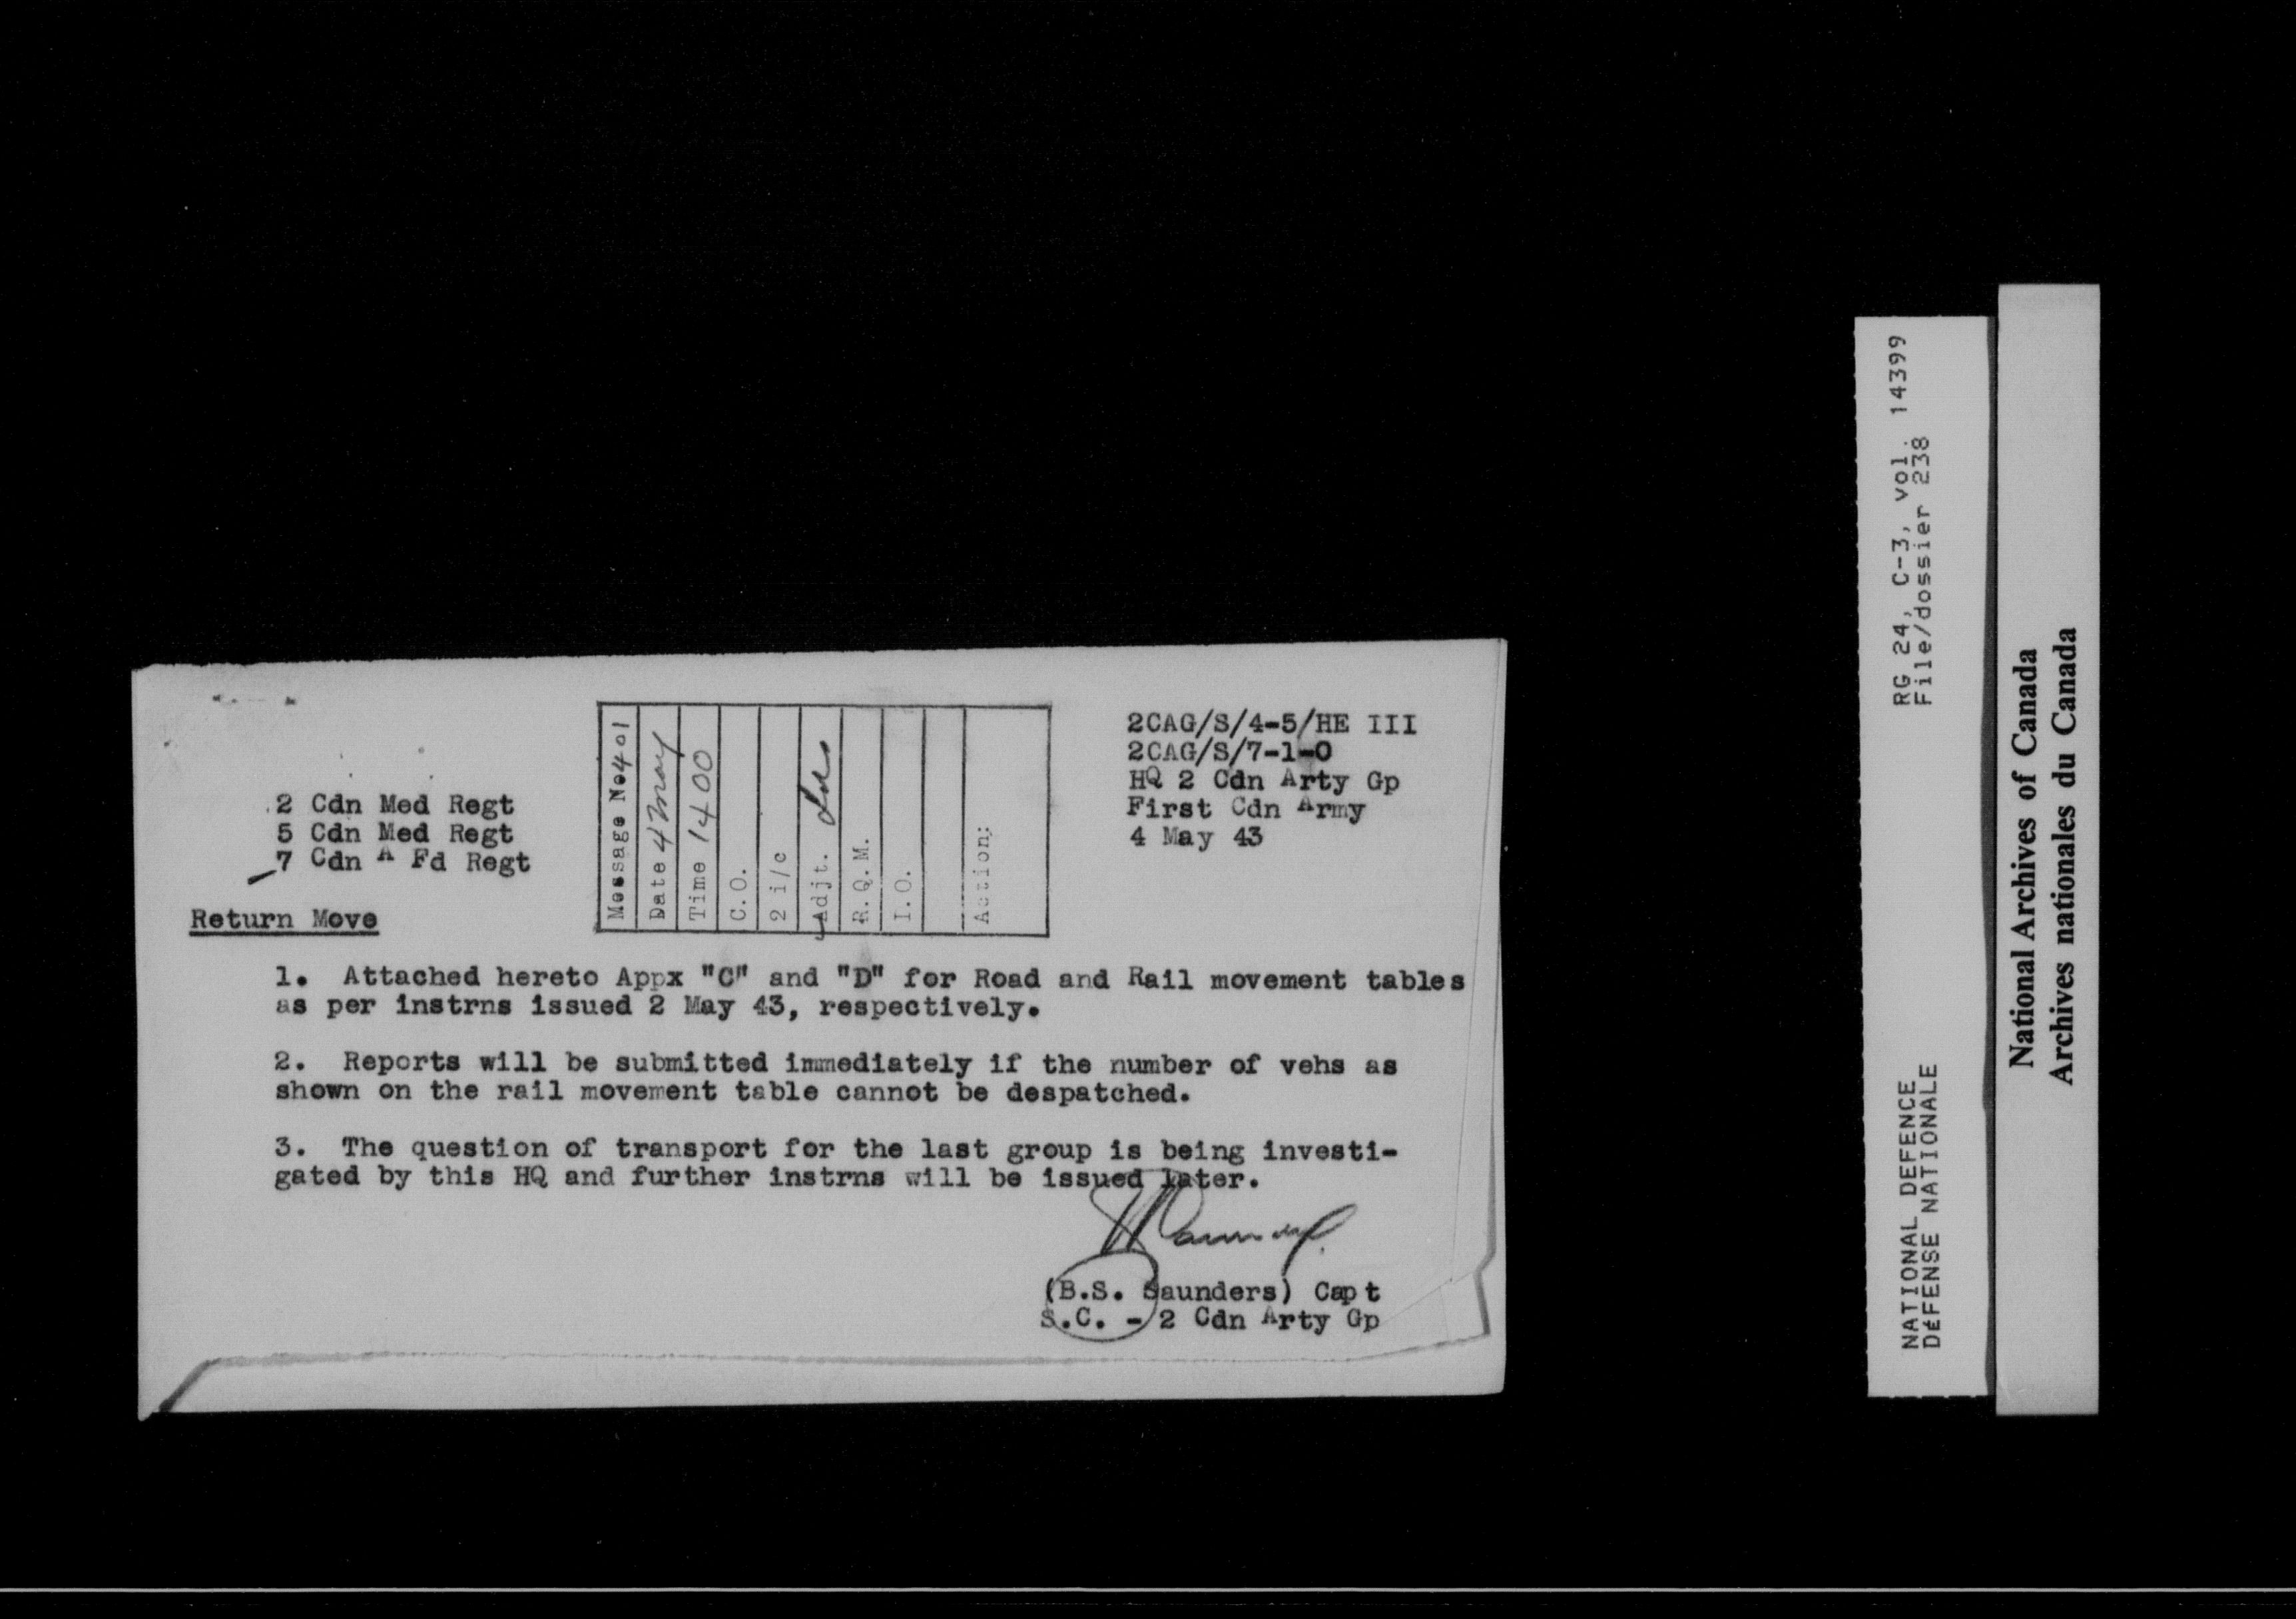 2CAG/S/4-5/HE III
2CAG/S/7-1-0
HQ 2 Cdn Arty Gp
First Cdn Army
4 May 43
2 Cdn Med Regt
5 Cdn Med Regt
7 Cdn A Fd Regt
Message No 401
Date 4 May
Time 1400
C.O.
2 i/c
Adjt.
R.Q.M.
I.O.
Action:
Return Move
1. Attached hereto Appx "C" and "D" for Road and Rail movement tables
as per instrns issued 2 May 43, respectively.
2. Reports will be submitted immediately if the number of vehs as
shown on the rail movement table cannot be despatched.
3. The question of transport for the last group is being investi-
gated by this HQ and further instrns will be issued later.
(B.S. Saunders) Capt
S.C. - 2 Cdn Arty Gp
NATIONAL DEFENCE RG 24, C-3, vol. 14399
DÉFENSE NATIONALE File/dossier 238
National Archives of Canada
Archives nationales du Canada